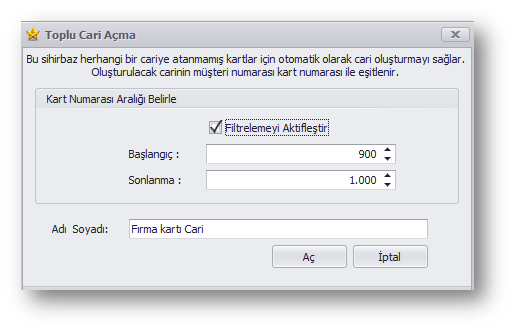 Toplu Cari Açma
Bu sihirbaz herhangi bir cariye atanmamış kartlar için otomatik olarak cari oluşturmayı sağlar.
Oluşturulacak carinin müşteri numarası kart numarası ile eşitlenir.
Kart Numarası Aralığı Belirle
Filtrelemeyi Aktifleştir
Başlangıç : 900
Sonlanma : 1.000
Adı Soyadı: Fırma kartı Cari
Aç İptal